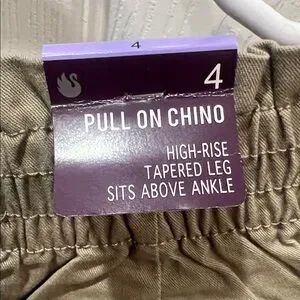 4
4
PULL ON CHINO
HIGH-RISE
TAPERED LEG
SITS ABOVE ANKLE